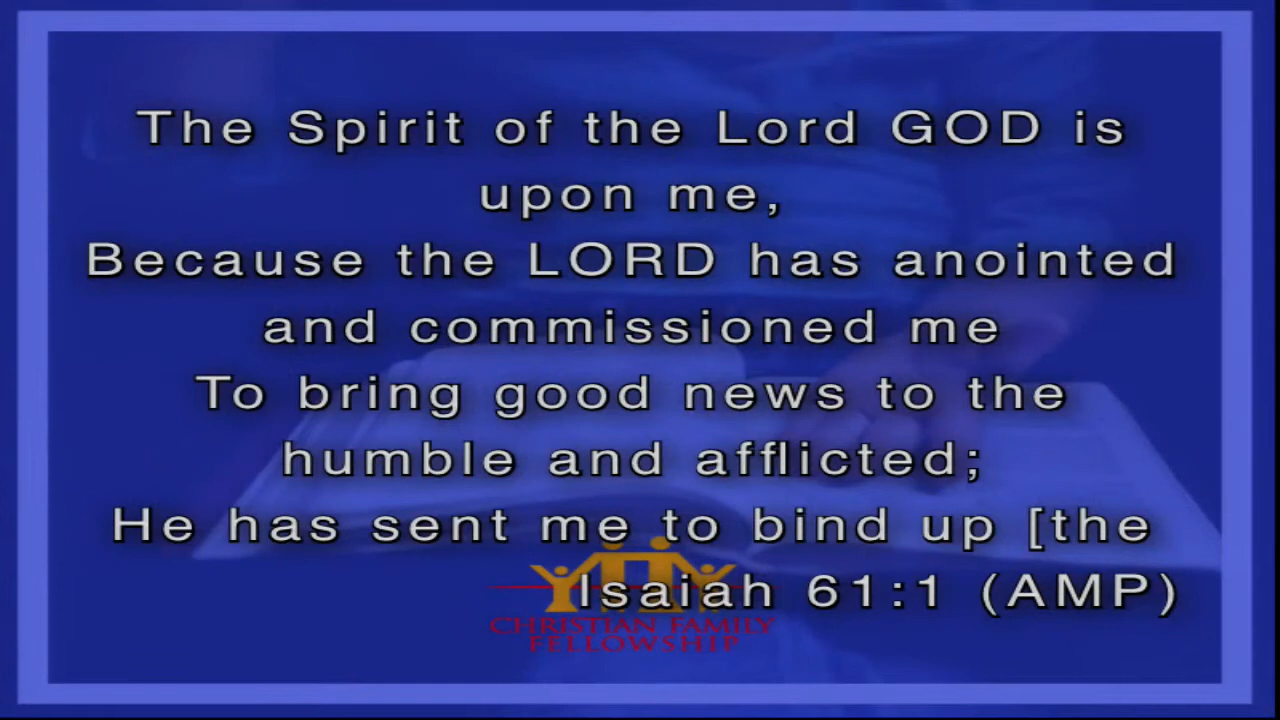 The Spirit of the Lord GOD is
upon me,
Because the LORD has anointed
and commissioned me
To bring good news to the
humble and afflicted;
He has sent me to bind up [the
Isaiah 61:1 (AMP)
CHRISTIAN FAMILY
FELLOWSHIP